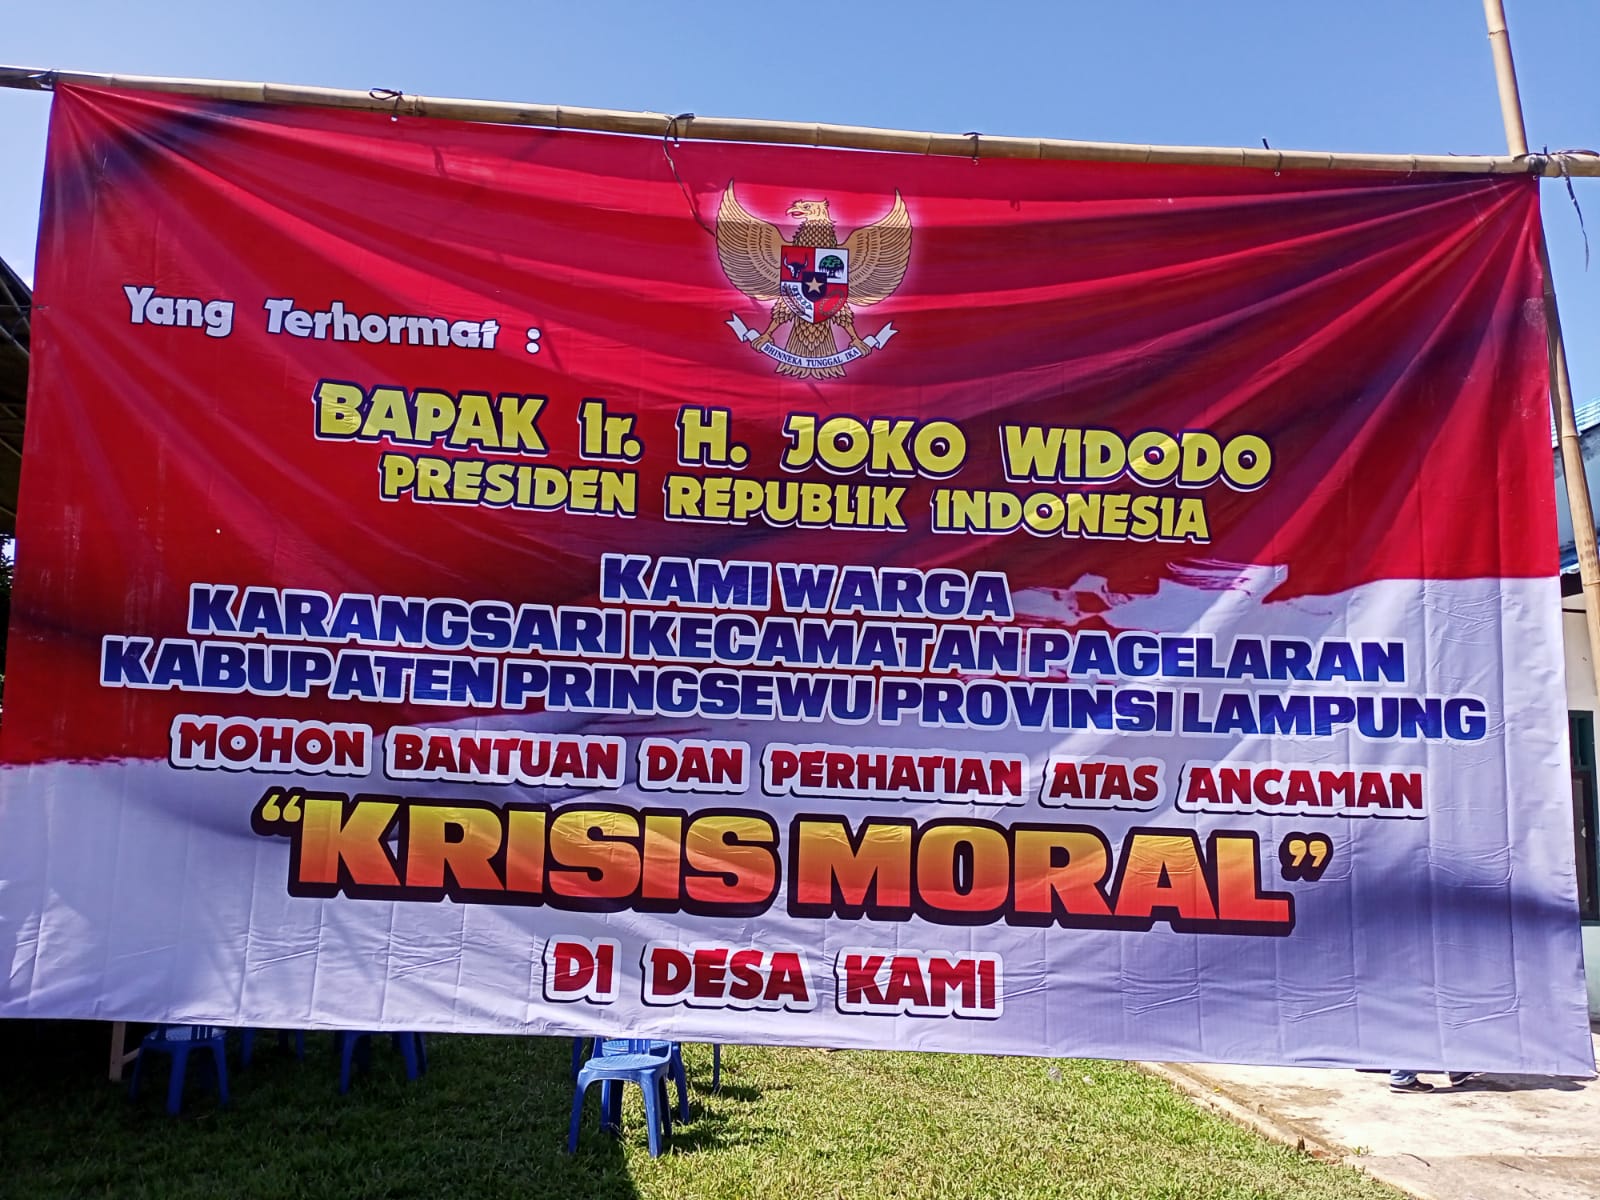 BHINNEKA TUNGGAL IKA
Yang Terhormat :
BAPAK Ir. H. JOKO WIDODO
PRESIDEN REPUBLIK INDONESIA
KAMI WARGA
KARANGSARI KECAMATAN PAGELARAN
KABUPATEN PRINGSEWU PROVINSI LAMPUNG
MOHON BANTUAN DAN PERHATIAN ATAS ANCAMAN
“KRISIS MORAL”
DI DESA KAMI